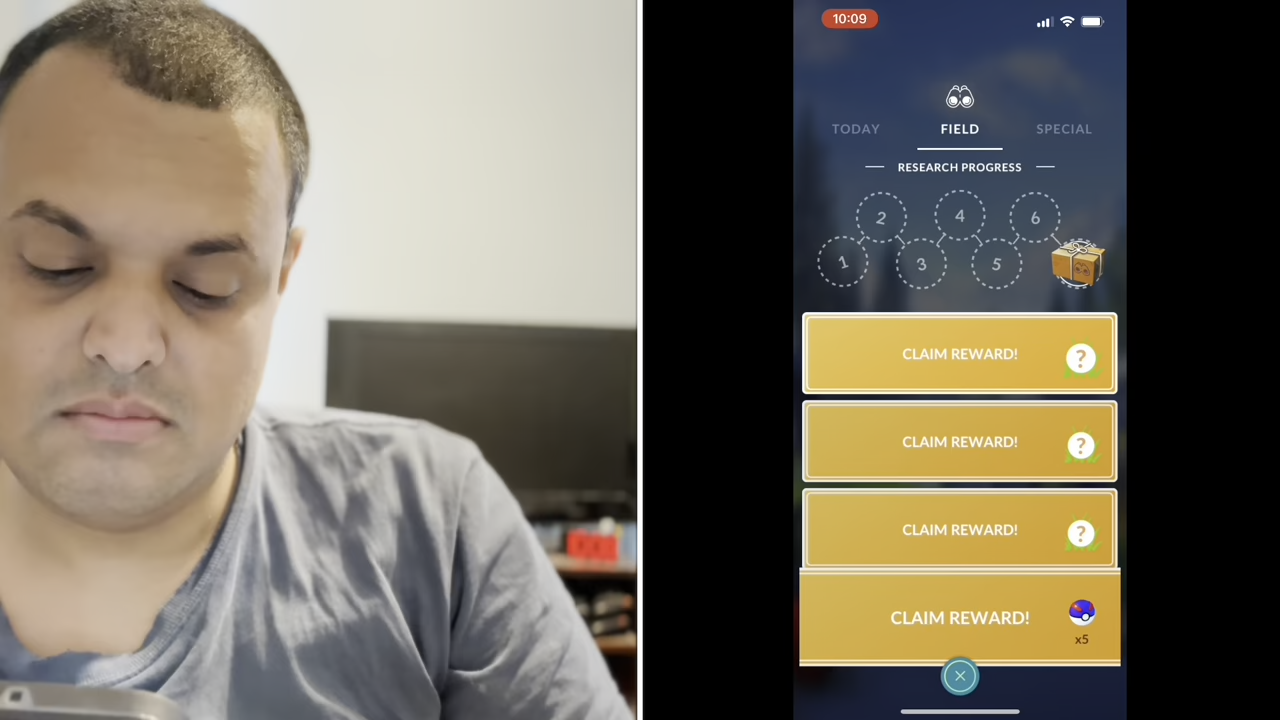 10:09
TODAY
FIELD
SPECIAL
RESEARCH PROGRESS
2
4
6
1
3
5
CLAIM REWARD!
?
CLAIM REWARD!
?
CLAIM REWARD!
?
CLAIM REWARD!
x5